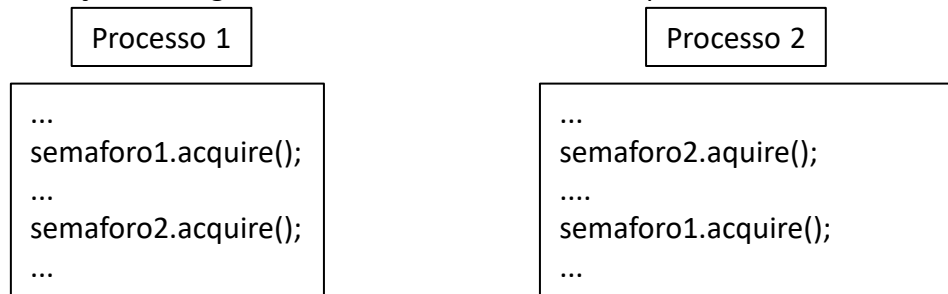 Processo 1
...
semaforo1.acquire();
...
semaforo2.acquire();
...
Processo 2
...
semaforo2.aquire();
....
semaforo1.acquire();
...